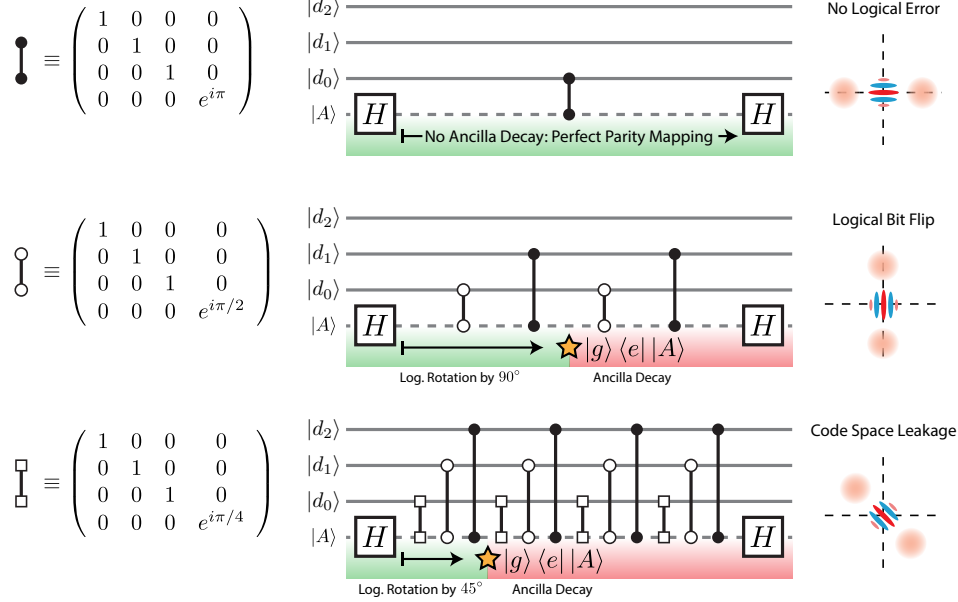 |d₂⟩ No Logical Error
1 0 0 0
|d₁⟩
≡ 0 1 0 0
0 0 1 0
|d₀⟩
0 0 0 e^{iπ}
|A⟩ H H
No Ancilla Decay: Perfect Parity Mapping
|d₂⟩ Logical Bit Flip
1 0 0 0
|d₁⟩
≡ 0 1 0 0
0 0 1 0
|d₀⟩
0 0 0 e^{iπ/2}
|A⟩ H H
|g⟩ ⟨e| |A⟩
Log. Rotation by 90° Ancilla Decay
|d₂⟩ Code Space Leakage
1 0 0 0
|d₁⟩
≡ 0 1 0 0
0 0 1 0
|d₀⟩
0 0 0 e^{iπ/4}
|A⟩ H H
|g⟩ ⟨e| |A⟩
Log. Rotation by 45° Ancilla Decay